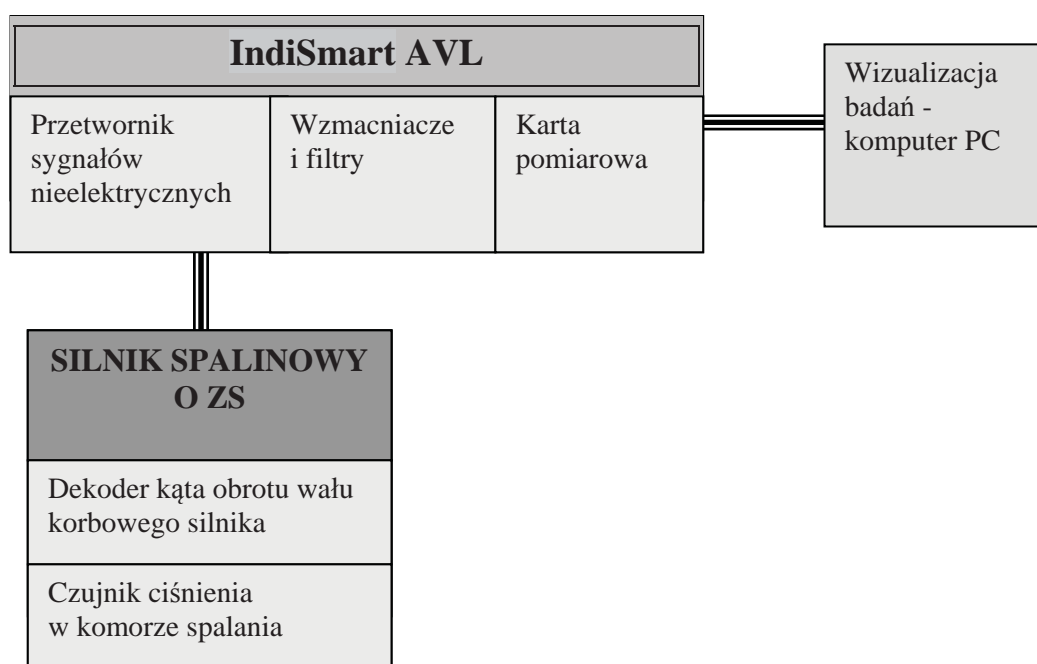 IndiSmart AVL
Przetwornik
sygnałów
nieelektrycznych
Wzmacniacze
i filtry
Karta
pomiarowa
Wizualizacja
badań -
komputer PC
SILNIK SPALINOWY
O ZS
Dekoder kąta obrotu wału
korbowego silnika
Czujnik ciśnienia
w komorze spalania